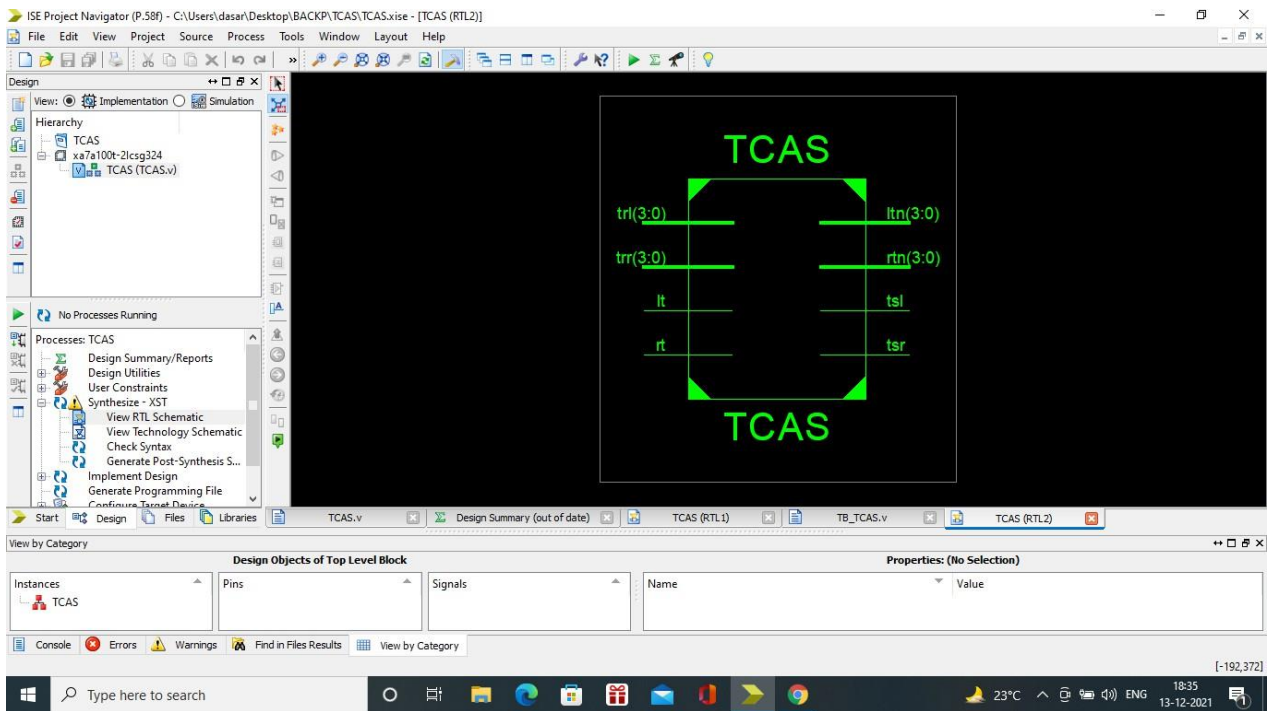 ISE Project Navigator (P.58f) - C:\Users\dasar\Desktop\BACKP\TCAS\TCAS.xise - [TCAS (RTL2)]
File Edit View Project Source Process Tools Window Layout Help
Design
View: Implementation Simulation
Hierarchy
TCAS
xa7a100t-2lcsg324
TCAS (TCAS.v)
No Processes Running
Processes: TCAS
Design Summary/Reports
Design Utilities
User Constraints
Synthesize - XST
View RTL Schematic
View Technology Schematic
Check Syntax
Generate Post-Synthesis S...
Implement Design
Generate Programming File
Configure Target Device
Start Design Files Libraries
TCAS
trl(3:0) ltn(3:0)
trr(3:0) rtn(3:0)
lt tsl
rt tsr
TCAS
TCAS.v Design Summary (out of date) TCAS (RTL1) TB_TCAS.v TCAS (RTL2)
View by Category
Design Objects of Top Level Block Properties: (No Selection)
Instances Pins Signals Name Value
TCAS
Console Errors Warnings Find in Files Results View by Category
[-192,372]
Type here to search 23°C ENG 18:35
13-12-2021